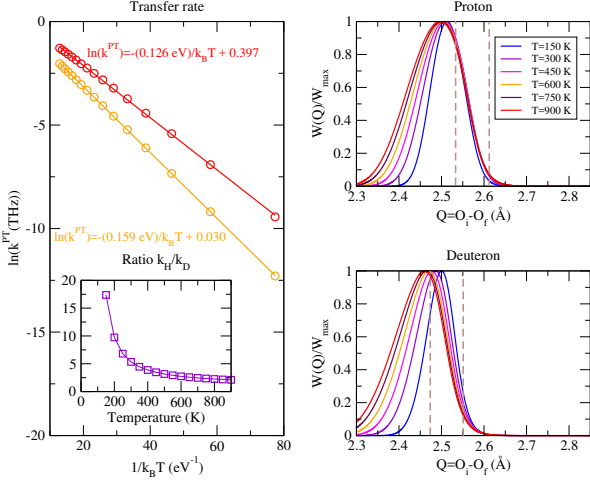 Transfer rate
ln(k^PT)=-(0.126 eV)/k_BT + 0.397
ln(k^PT)=-(0.159 eV)/k_BT + 0.030
ln(k^PT(THz))
0
-5
-10
-15
-20
20
40
60
80
1/k_BT (eV^-1)
Ratio k_H/k_D
20
15
10
5
0
0
200
400
600
800
Temperature (K)
Proton
W(Q)/W_max
1
0.8
0.6
0.4
0.2
0
T=150 K
T=300 K
T=450 K
T=600 K
T=750 K
T=900 K
2.3
2.4
2.5
2.6
2.7
2.8
Q=O_i-O_f (Å)
Deuteron
W(Q)/W_max
1
0.8
0.6
0.4
0.2
0
2.3
2.4
2.5
2.6
2.7
2.8
Q=O_i-O_f (Å)